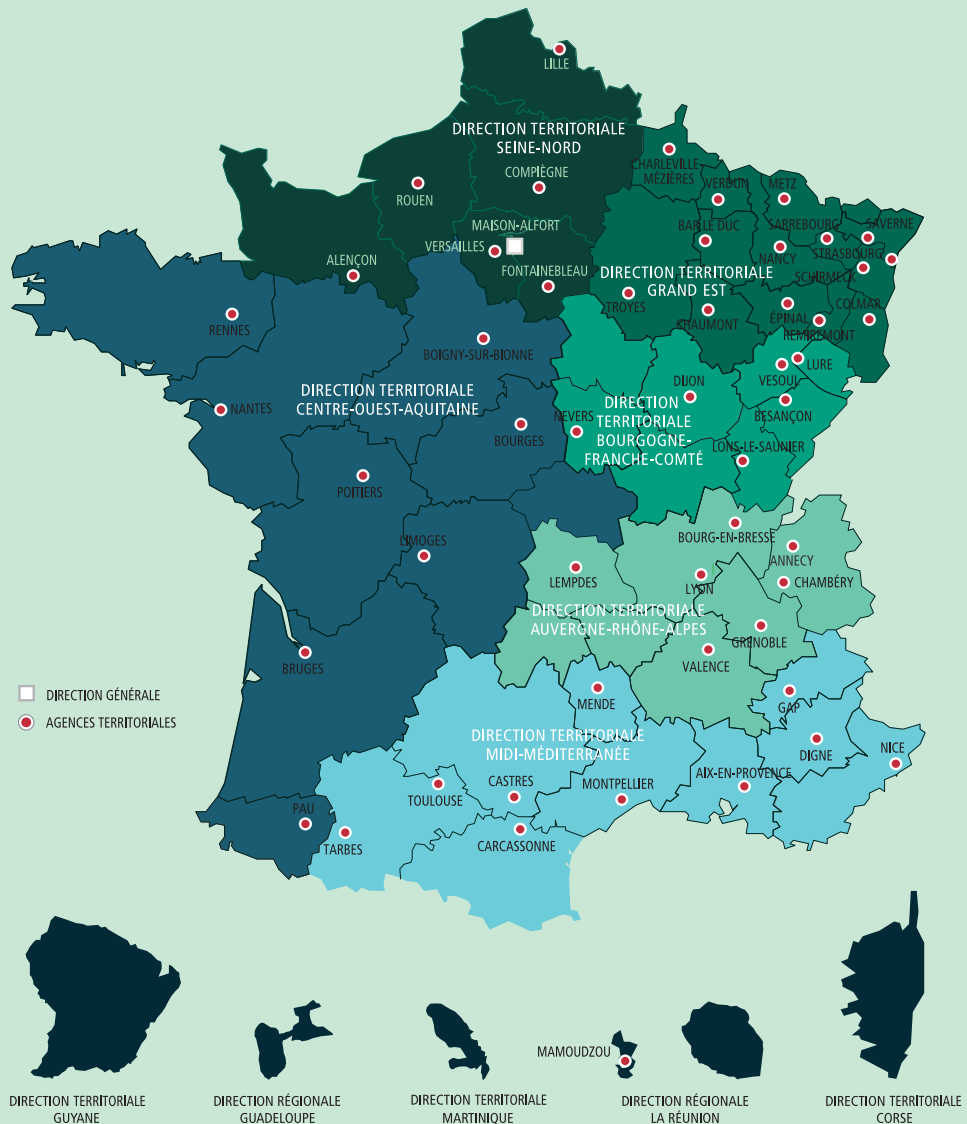 LILLE
DIRECTION TERRITORIALE
SEINE-NORD
COMPIÈGNE
ROUEN
MAISON-ALFORT
VERSAILLES
FONTAINEBLEAU
ALENÇON
CHARLEVILLE
MÉZIÈRES
VERDUN
METZ
BAR LE DUC
SARREBOURG
SAVERNE
NANCY
STRASBOURG
SCHIRMECK
DIRECTION TERRITORIALE
GRAND EST
TROYES
CHAUMONT
ÉPINAL
COLMAR
REMIREMONT
RENNES
BOIGNY-SUR-BIONNE
DIRECTION TERRITORIALE
CENTRE-OUEST-AQUITAINE
NANTES
BOURGES
POITIERS
LIMOGES
BRUGES
PAU
LURE
VESOUL
DIJON
BESANÇON
NEVERS
DIRECTION
TERRITORIALE
BOURGOGNE-
FRANCHE-COMTÉ
LONS-LE-SAUNIER
BOURG-EN-BRESSE
ANNECY
LEMPDES
LYON
CHAMBÉRY
DIRECTION TERRITORIALE
AUVERGNE-RHÔNE-ALPES
GRENOBLE
VALENCE
DIRECTION GÉNÉRALE
AGENCES TERRITORIALES
MENDE
GAP
DIRECTION TERRITORIALE
MIDI-MÉDITERRANÉE
DIGNE
NICE
AIX-EN-PROVENCE
CASTRES
MONTPELLIER
TOULOUSE
TARBES
CARCASSONNE
MAMOUDZOU
DIRECTION TERRITORIALE
GUYANE
DIRECTION RÉGIONALE
GUADELOUPE
DIRECTION TERRITORIALE
MARTINIQUE
DIRECTION RÉGIONALE
LA RÉUNION
DIRECTION TERRITORIALE
CORSE